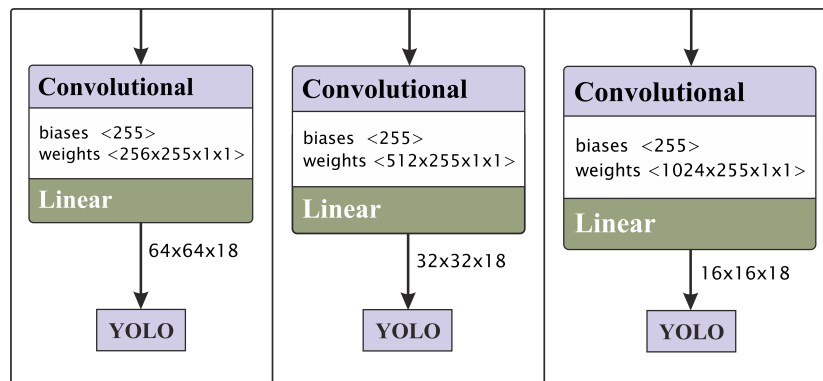 Convolutional
biases <255>
weights <256x255x1x1>
Linear
64x64x18
YOLO
Convolutional
biases <255>
weights <512x255x1x1>
Linear
32x32x18
YOLO
Convolutional
biases <255>
weights <1024x255x1x1>
Linear
16x16x18
YOLO